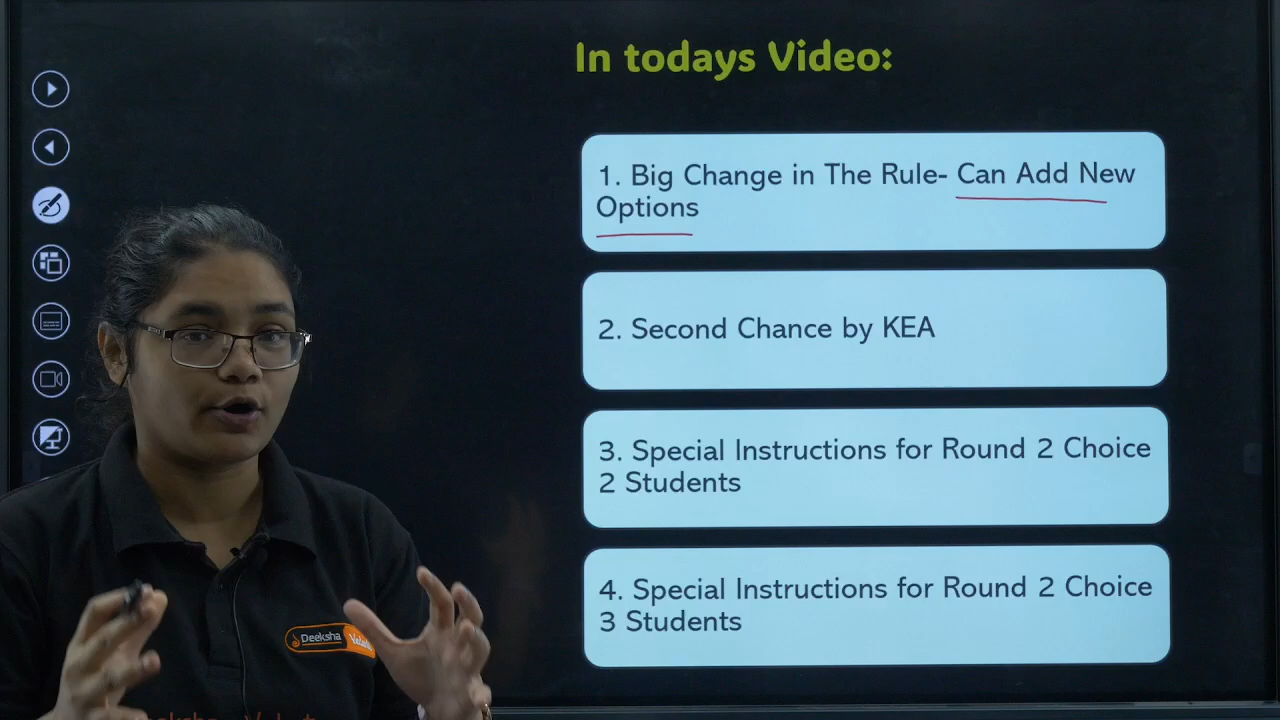 In todays Video:
1. Big Change in The Rule- Can Add New
Options
2. Second Chance by KEA
3. Special Instructions for Round 2 Choice
2 Students
4. Special Instructions for Round 2 Choice
3 Students
Deeksha